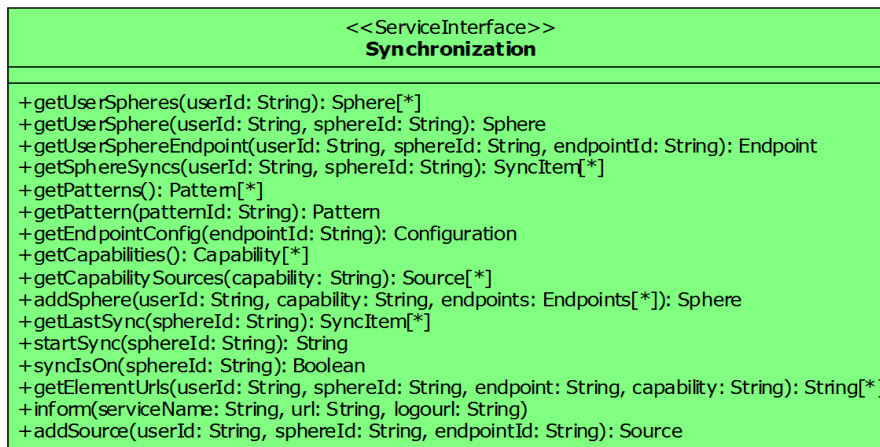 <<ServiceInterface>>
Synchronization
+getUserSpheres(userId: String): Sphere[*]
+getUserSphere(userId: String, sphereId: String): Sphere
+getUserSphereEndpoint(userId: String, sphereId: String, endpointId: String): Endpoint
+getSphereSyncs(userId: String, sphereId: String): SyncItem[*]
+getPatterns(): Pattern[*]
+getPattern(patternId: String): Pattern
+getEndpointConfig(endpointId: String): Configuration
+getCapabilities(): Capability[*]
+getCapabilitySources(capability: String): Source[*]
+addSphere(userId: String, capability: String, endpoints: Endpoints[*]): Sphere
+getLastSync(sphereId: String): SyncItem[*]
+startSync(sphereId: String): String
+syncIsOn(sphereId: String): Boolean
+getElementUrls(userId: String, sphereId: String, endpoint: String, capability: String): String[*]
+inform(serviceName: String, url: String, logourl: String)
+addSource(userId: String, sphereId: String, endpointId: String): Source